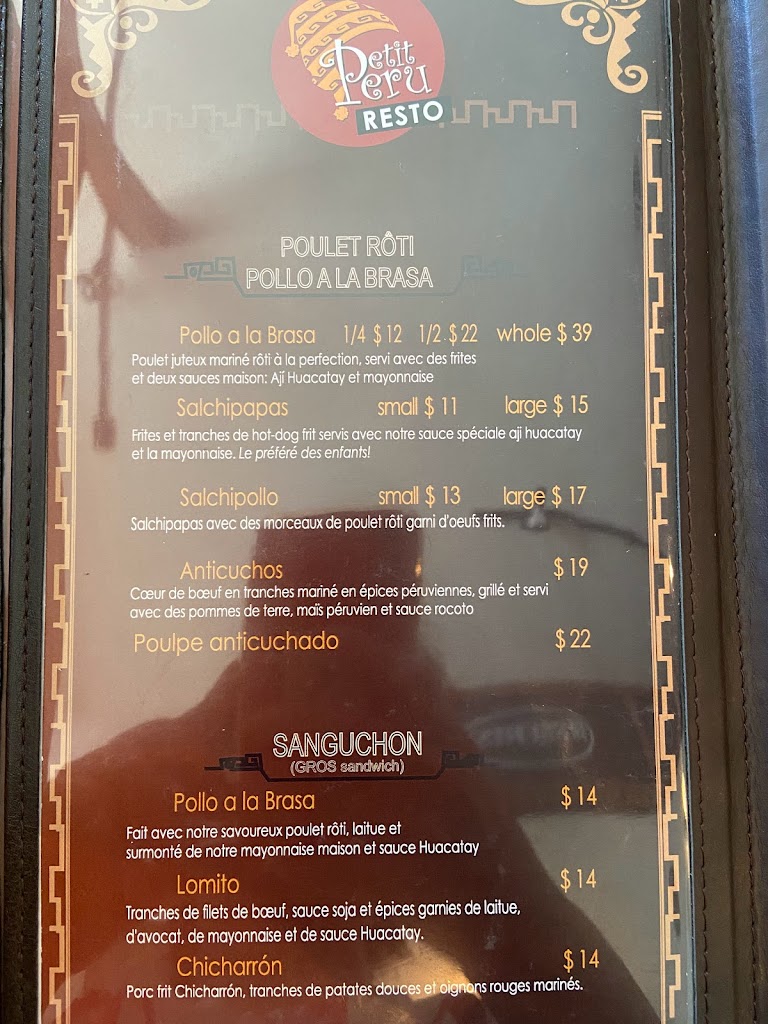 Petit
Peru
RESTO
POULET RÔTI
POLLO A LA BRASA
Pollo a la Brasa 1/4 $ 12 1/2 $ 22 whole $ 39
Poulet juteux mariné rôti à la perfection, servi avec des frites
et deux sauces maison: Ají Huacatay et mayonnaise
Salchipapas small $ 11 large $ 15
Frites et tranches de hot-dog frit servis avec notre sauce spéciale aji huacatay
et la mayonnaise. Le préféré des enfants!
Salchipollo small $ 13 large $ 17
Salchipapas avec des morceaux de poulet rôti garni d'oeufs frits.
Anticuchos $ 19
Cœur de bœuf en tranches mariné en épices péruviennes, grillé et servi
avec des pommes de terre, maïs péruvien et sauce rocoto
Poulpe anticuchado $ 22
SANGUCHON
(GROS sandwich)
Pollo a la Brasa $ 14
Fait avec notre savoureux poulet rôti, laitue et
surmonté de notre mayonnaise maison et sauce Huacatay
Lomito $ 14
Tranches de filets de bœuf, sauce soja et épices garnies de laitue,
d'avocat, de mayonnaise et de sauce Huacatay.
Chicharrón $ 14
Porc frit Chicharrón, tranches de patates douces et oignons rouges marinés.